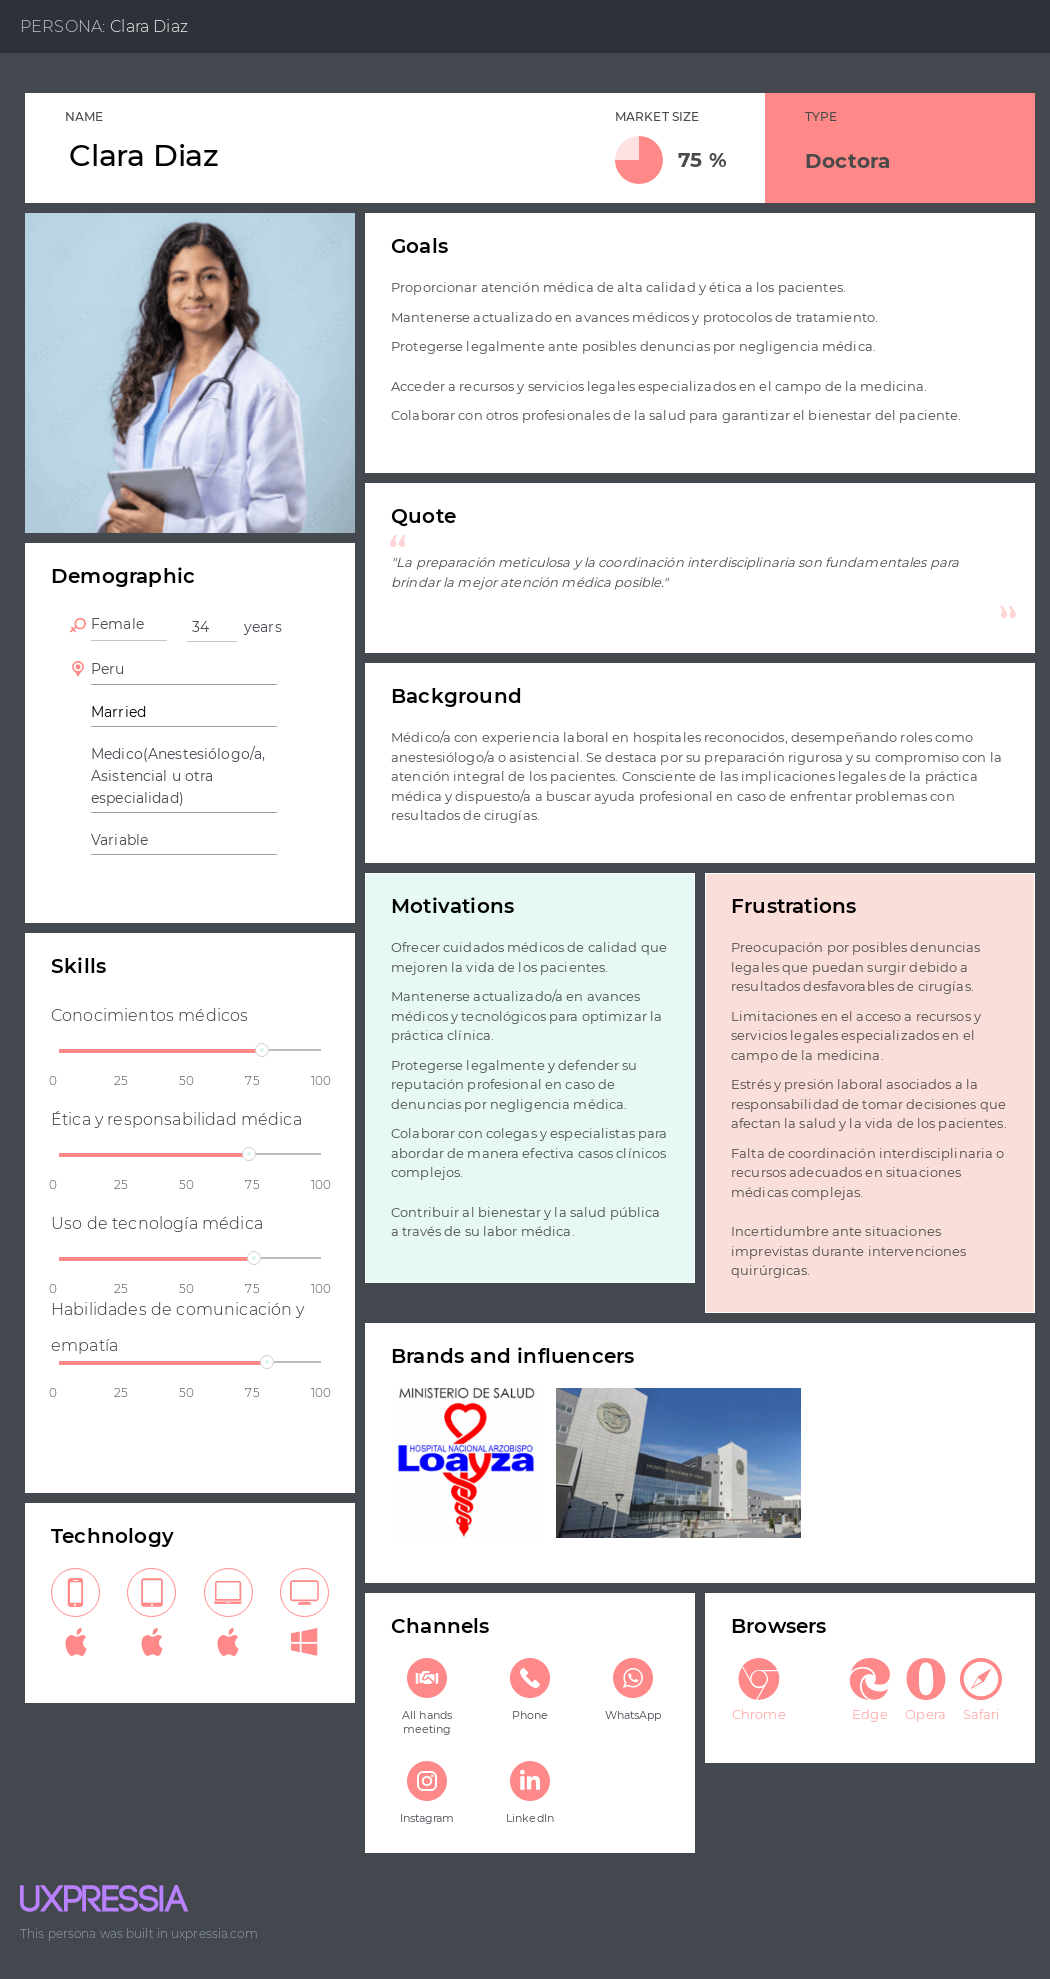 PERSONA: Clara Diaz
NAME
Clara Diaz
MARKET SIZE
75 %
TYPE
Doctora
Goals
Proporcionar atención médica de alta calidad y ética a los pacientes.
Mantenerse actualizado en avances médicos y protocolos de tratamiento.
Protegerse legalmente ante posibles denuncias por negligencia médica.
Acceder a recursos y servicios legales especializados en el campo de la medicina.
Colaborar con otros profesionales de la salud para garantizar el bienestar del paciente.
Quote
"La preparación meticulosa y la coordinación interdisciplinaria son fundamentales para
brindar la mejor atención médica posible."
Demographic
Female 34 years
Peru
Married
Medico(Anestesiólogo/a,
Asistencial u otra
especialidad)
Variable
Background
Médico/a con experiencia laboral en hospitales reconocidos, desempeñando roles como
anestesiólogo/a o asistencial. Se destaca por su preparación rigurosa y su compromiso con la
atención integral de los pacientes. Consciente de las implicaciones legales de la práctica
médica y dispuesto/a a buscar ayuda profesional en caso de enfrentar problemas con
resultados de cirugías.
Motivations
Ofrecer cuidados médicos de calidad que
mejoren la vida de los pacientes.
Mantenerse actualizado/a en avances
médicos y tecnológicos para optimizar la
práctica clínica.
Protegerse legalmente y defender su
reputación profesional en caso de
denuncias por negligencia médica.
Colaborar con colegas y especialistas para
abordar de manera efectiva casos clínicos
complejos.
Contribuir al bienestar y la salud pública
a través de su labor médica.
Frustrations
Preocupación por posibles denuncias
legales que puedan surgir debido a
resultados desfavorables de cirugías.
Limitaciones en el acceso a recursos y
servicios legales especializados en el
campo de la medicina.
Estrés y presión laboral asociados a la
responsabilidad de tomar decisiones que
afectan la salud y la vida de los pacientes.
Falta de coordinación interdisciplinaria o
recursos adecuados en situaciones
médicas complejas.
Incertidumbre ante situaciones
imprevistas durante intervenciones
quirúrgicas.
Skills
Conocimientos médicos
0 25 50 75 100
Ética y responsabilidad médica
0 25 50 75 100
Uso de tecnología médica
0 25 50 75 100
Habilidades de comunicación y
empatía
0 25 50 75 100
Brands and influencers
MINISTERIO DE SALUD
HOSPITAL NACIONAL ARZOBISPO
Loayza
Technology
Channels
All hands
meeting
Phone
WhatsApp
Instagram
LinkedIn
Browsers
Chrome
Edge
Opera
Safari
UXPRESSIA
This persona was built in uxpressia.com